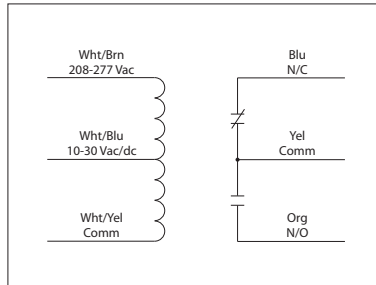 Wht/Brn
208-277 Vac
Wht/Blu
10-30 Vac/dc
Wht/Yel
Comm
Blu
N/C
Yel
Comm
Org
N/O